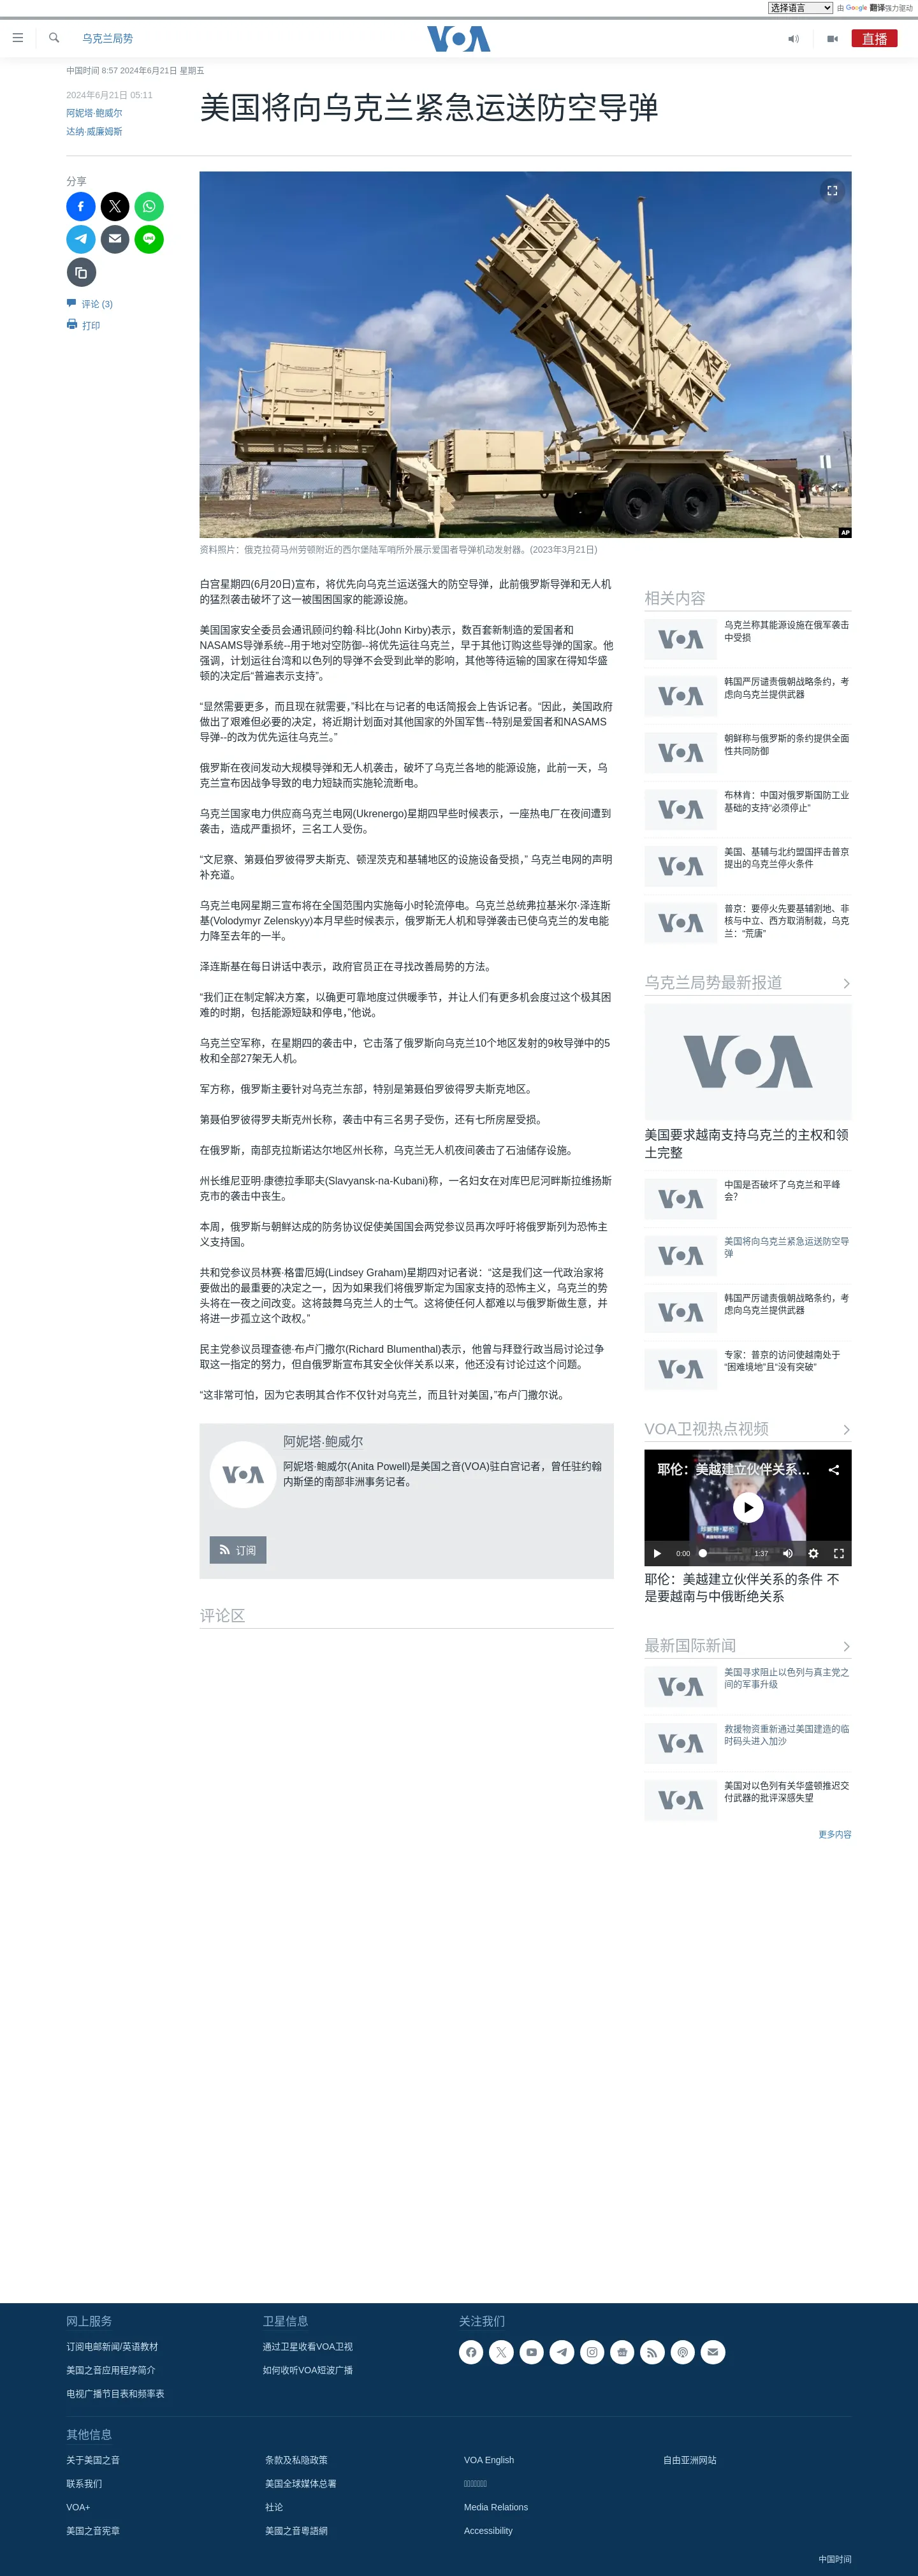 选择语言 由 Google 翻译强力驱动
乌克兰局势
VOA
直播
中国时间 8:57 2024年6月21日 星期五
2024年6月21日 05:11
阿妮塔·鲍威尔
达纳·威廉姆斯
美国将向乌克兰紧急运送防空导弹
分享
评论 (3)
打印
AP
资料照片：俄克拉荷马州劳顿附近的西尔堡陆军哨所外展示爱国者导弹机动发射器。(2023年3月21日)
白宫星期四(6月20日)宣布，将优先向乌克兰运送强大的防空导弹，此前俄罗斯导弹和无人机
的猛烈袭击破坏了这一被围困国家的能源设施。
美国国家安全委员会通讯顾问约翰·科比(John Kirby)表示，数百套新制造的爱国者和
NASAMS导弹系统--用于地对空防御--将优先运往乌克兰，早于其他订购这些导弹的国家。他
强调，计划运往台湾和以色列的导弹不会受到此举的影响，其他等待运输的国家在得知华盛
顿的决定后“普遍表示支持”。
“显然需要更多，而且现在就需要，”科比在与记者的电话简报会上告诉记者。“因此，美国政府
做出了艰难但必要的决定，将近期计划面对其他国家的外国军售--特别是爱国者和NASAMS
导弹--的改为优先运往乌克兰。”
俄罗斯在夜间发动大规模导弹和无人机袭击，破坏了乌克兰各地的能源设施，此前一天，乌
克兰宣布因战争导致的电力短缺而实施轮流断电。
乌克兰国家电力供应商乌克兰电网(Ukrenergo)星期四早些时候表示，一座热电厂在夜间遭到
袭击，造成严重损坏，三名工人受伤。
“文尼察、第聂伯罗彼得罗夫斯克、顿涅茨克和基辅地区的设施设备受损，” 乌克兰电网的声明
补充道。
乌克兰电网星期三宣布将在全国范围内实施每小时轮流停电。乌克兰总统弗拉基米尔·泽连斯
基(Volodymyr Zelenskyy)本月早些时候表示，俄罗斯无人机和导弹袭击已使乌克兰的发电能
力降至去年的一半。
泽连斯基在每日讲话中表示，政府官员正在寻找改善局势的方法。
“我们正在制定解决方案，以确更可靠地度过供暖季节，并让人们有更多机会度过这个极其困
难的时期，包括能源短缺和停电，”他说。
乌克兰空军称，在星期四的袭击中，它击落了俄罗斯向乌克兰10个地区发射的9枚导弹中的5
枚和全部27架无人机。
军方称，俄罗斯主要针对乌克兰东部，特别是第聂伯罗彼得罗夫斯克地区。
第聂伯罗彼得罗夫斯克州长称，袭击中有三名男子受伤，还有七所房屋受损。
在俄罗斯，南部克拉斯诺达尔地区州长称，乌克兰无人机夜间袭击了石油储存设施。
州长维尼亚明·康德拉季耶夫(Slavyansk-na-Kubani)称，一名妇女在对库巴尼河畔斯拉维扬斯
克市的袭击中丧生。
本周，俄罗斯与朝鲜达成的防务协议促使美国国会两党参议员再次呼吁将俄罗斯列为恐怖主
义支持国。
共和党参议员林赛·格雷厄姆(Lindsey Graham)星期四对记者说：“这是我们这一代政治家将
要做出的最重要的决定之一，因为如果我们将俄罗斯定为国家支持的恐怖主义，乌克兰的势
头将在一夜之间改变。这将鼓舞乌克兰人的士气。这将使任何人都难以与俄罗斯做生意，并
将进一步孤立这个政权。”
民主党参议员理查德·布卢门撒尔(Richard Blumenthal)表示，他曾与拜登行政当局讨论过争
取这一指定的努力，但自俄罗斯宣布其安全伙伴关系以来，他还没有讨论过这个问题。
“这非常可怕，因为它表明其合作不仅针对乌克兰，而且针对美国，”布卢门撒尔说。
VOA
阿妮塔·鲍威尔
阿妮塔·鲍威尔(Anita Powell)是美国之音(VOA)驻白宫记者，曾任驻约翰
内斯堡的南部非洲事务记者。
订阅
评论区
相关内容
VOA
乌克兰称其能源设施在俄军袭击
中受损
VOA
韩国严厉谴责俄朝战略条约，考
虑向乌克兰提供武器
VOA
朝鲜称与俄罗斯的条约提供全面
性共同防御
VOA
布林肯：中国对俄罗斯国防工业
基础的支持“必须停止”
VOA
美国、基辅与北约盟国抨击普京
提出的乌克兰停火条件
VOA
普京：要停火先要基辅割地、非
核与中立、西方取消制裁，乌克
兰：“荒唐”
乌克兰局势最新报道
VOA
美国要求越南支持乌克兰的主权和领
土完整
VOA
中国是否破坏了乌克兰和平峰
会？
VOA
美国将向乌克兰紧急运送防空导
弹
VOA
韩国严厉谴责俄朝战略条约，考
虑向乌克兰提供武器
VOA
专家：普京的访问使越南处于
“困难境地”且“没有突破”
VOA卫视热点视频
耶伦：美越建立伙伴关系...
珍妮特·耶伦
0:00
1:37
耶伦：美越建立伙伴关系的条件 不
是要越南与中俄断绝关系
最新国际新闻
VOA
美国寻求阻止以色列与真主党之
间的军事升级
VOA
救援物资重新通过美国建造的临
时码头进入加沙
VOA
美国对以色列有关华盛顿推迟交
付武器的批评深感失望
更多内容
网上服务
订阅电邮新闻/英语教材
美国之音应用程序简介
电视广播节目表和频率表
卫星信息
通过卫星收看VOA卫视
如何收听VOA短波广播
关注我们
其他信息
关于美国之音
联系我们
VOA+
美国之音宪章
条款及私隐政策
美国全球媒体总署
社论
美國之音粵語網
VOA English
Media Relations
Accessibility
自由亚洲网站
中国时间